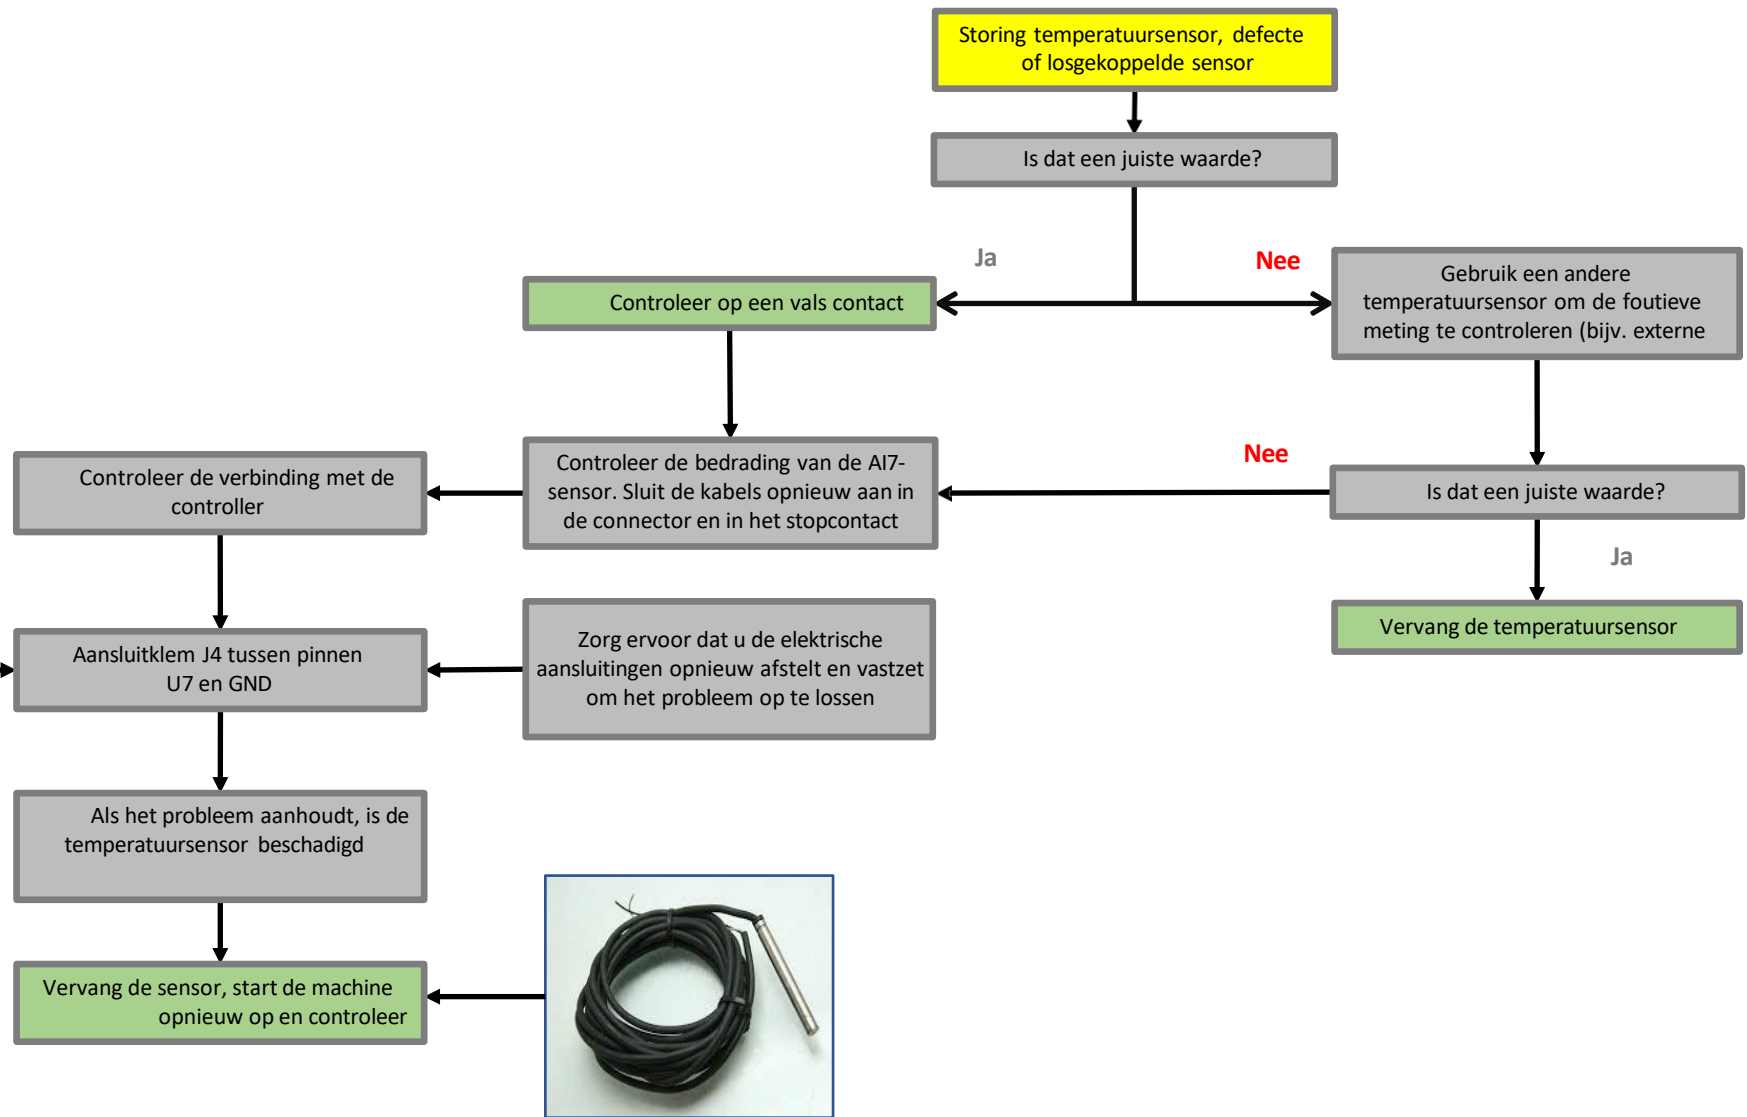 Storing temperatuursensor, defecte
of losgekoppelde sensor
Is dat een juiste waarde?
Ja
Nee
Controleer op een vals contact
Gebruik een andere
temperatuursensor om de foutieve
meting te controleren (bijv. externe
Controleer de verbinding met de
controller
Controleer de bedrading van de AI7-
sensor. Sluit de kabels opnieuw aan in
de connector en in het stopcontact
Nee
Is dat een juiste waarde?
Ja
Aansluitklem J4 tussen pinnen
U7 en GND
Zorg ervoor dat u de elektrische
aansluitingen opnieuw afstelt en vastzet
om het probleem op te lossen
Vervang de temperatuursensor
Als het probleem aanhoudt, is de
temperatuursensor beschadigd
Vervang de sensor, start de machine
opnieuw op en controleer